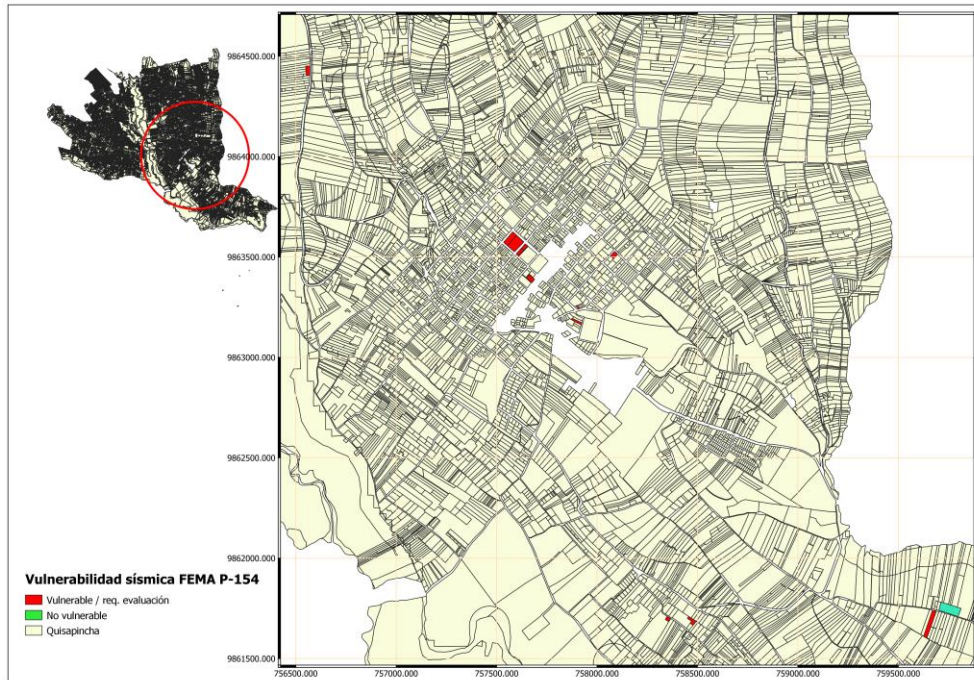 9864500.000
9864000.000
9863500.000
9863000.000
9862500.000
9862000.000
9861500.000
756500.000 757000.000 757500.000 758000.000 758500.000 759000.000 759500.000
Vulnerabilidad sísmica FEMA P-154
Vulnerable / req. evaluación
No vulnerable
Quisapincha